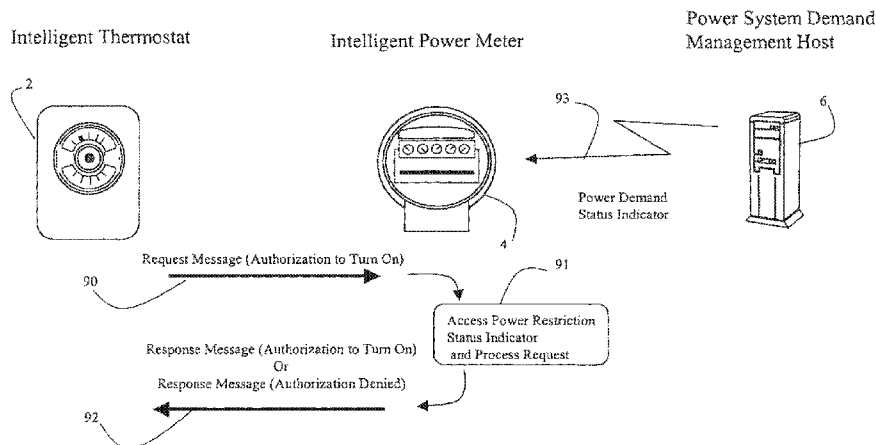 Intelligent Thermostat
Intelligent Power Meter
Power System Demand
Management Host
2
93
6
Power Demand
Status Indicator
4
Request Message (Authorization to Turn On)
90
91
Access Power Restriction
Status Indicator
and Process Request
Response Message (Authorization to Turn On)
Or
Response Message (Authorization Denied)
92